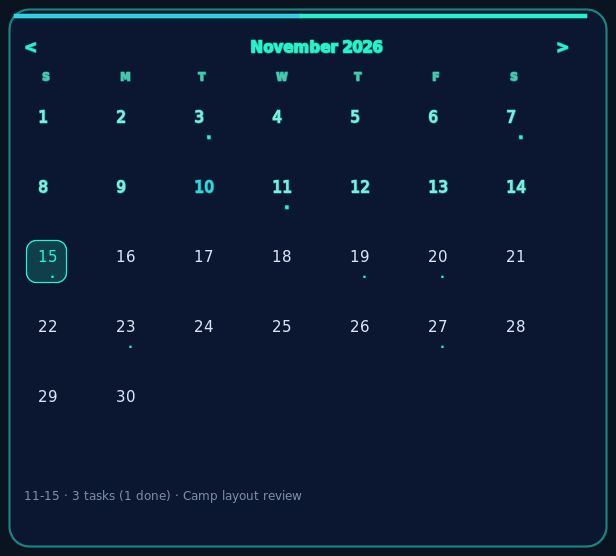 < November 2026 >
S M T W T F S
1 2 3 4 5 6 7
8 9 10 11 12 13 14
15 16 17 18 19 20 21
22 23 24 25 26 27 28
29 30
11-15 · 3 tasks (1 done) · Camp layout review